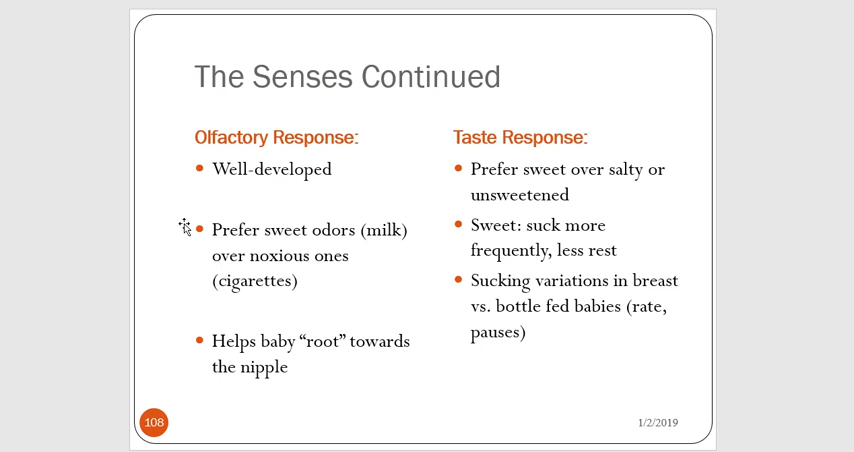 The Senses Continued
Olfactory Response:
Well-developed
Prefer sweet odors (milk)
over noxious ones
(cigarettes)
Helps baby “root” towards
the nipple
Taste Response:
Prefer sweet over salty or
unsweetened
Sweet: suck more
frequently, less rest
Sucking variations in breast
vs. bottle fed babies (rate,
pauses)
108
1/2/2019